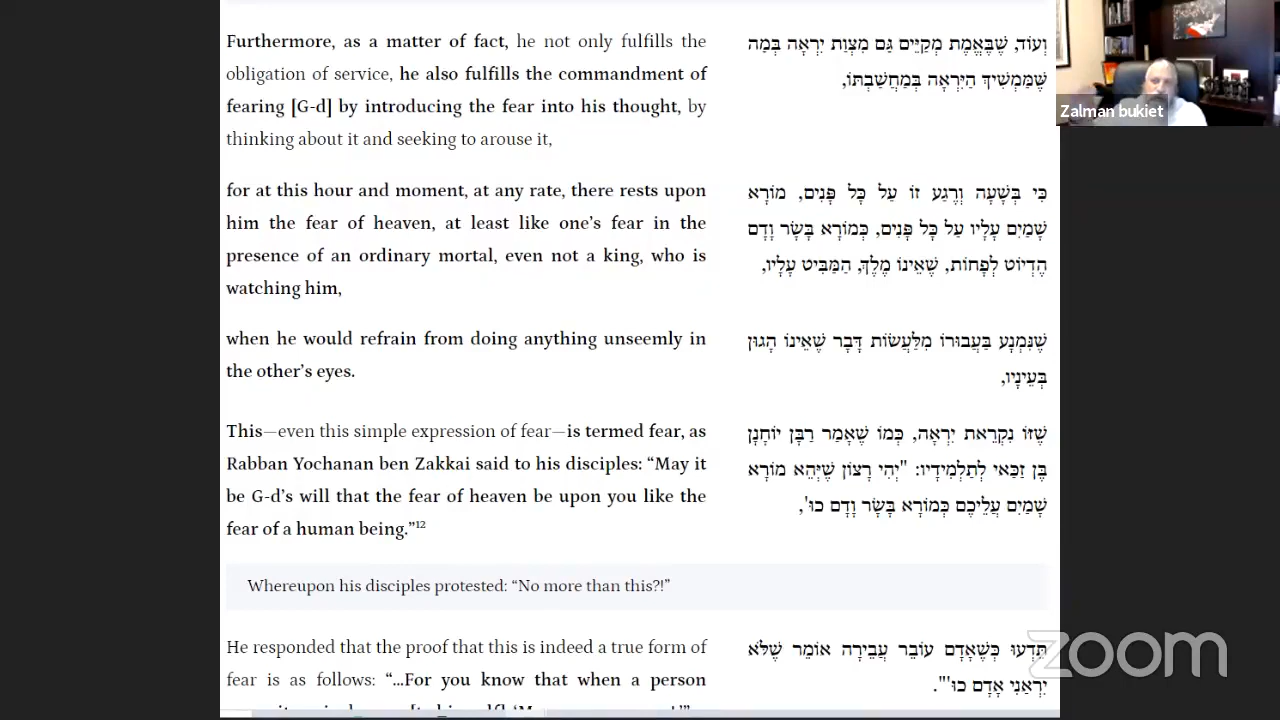 Furthermore, as a matter of fact, he not only fulfills the
obligation of service, he also fulfills the commandment of
fearing [G-d] by introducing the fear into his thought, by
thinking about it and seeking to arouse it,
וְעוֹד, שֶׁבֶּאֱמֶת מְקַיֵּים גַּם מִצְוַת יִרְאָה בְּמַה
שֶּׁמַּמְשִׁיךְ הַיִּרְאָה בְּמַחֲשַׁבְתּוֹ,
for at this hour and moment, at any rate, there rests upon
him the fear of heaven, at least like one’s fear in the
presence of an ordinary mortal, even not a king, who is
watching him,
כִּי בְּשָׁעָה וְרֶגַע זוֹ עַל כָּל פָּנִים, מוֹרָא
שָׁמַיִם עָלָיו עַל כָּל פָּנִים, כְּמוֹרָא בָּשָׂר וָדָם
הֶדְיוֹט לְפָחוֹת, שֶׁאֵינוֹ מֶלֶךְ, הַמַּבִּיט עָלָיו,
when he would refrain from doing anything unseemly in
the other’s eyes.
שֶׁנִּמְנָע בַּעֲבוּרוֹ מִלַּעֲשׂוֹת דָּבָר שֶׁאֵינוֹ הָגוּן
בְּעֵינָיו,
This—even this simple expression of fear—is termed fear, as
Rabban Yochanan ben Zakkai said to his disciples: “May it
be G-d’s will that the fear of heaven be upon you like the
fear of a human being.”12
שֶׁזּוֹ נִקְרֵאת יִרְאָה, כְּמוֹ שֶׁאָמַר רַבָּן יוֹחָנָן
בֶּן זַכַּאי לְתַלְמִידָיו: "יְהִי רָצוֹן שֶׁיְּהֵא מוֹרָא
שָׁמַיִם עֲלֵיכֶם כְּמוֹרָא בָּשָׂר וָדָם כוּ',
Whereupon his disciples protested: “No more than this?!”
He responded that the proof that this is indeed a true form of
fear is as follows: “…For you know that when a person
תֵּדְעוּ כְּשֶׁאָדָם עוֹבֵר עֲבֵירָה אוֹמֵר שֶׁלֹּא
יִרְאַנִי אָדָם כוּ'".
Zalman bukiet
zoom